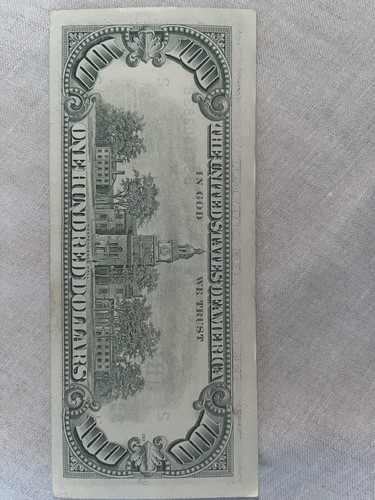 100 100
THE UNITED STATES OF AMERICA
IN GOD WE TRUST
ONE HUNDRED DOLLARS
100 100